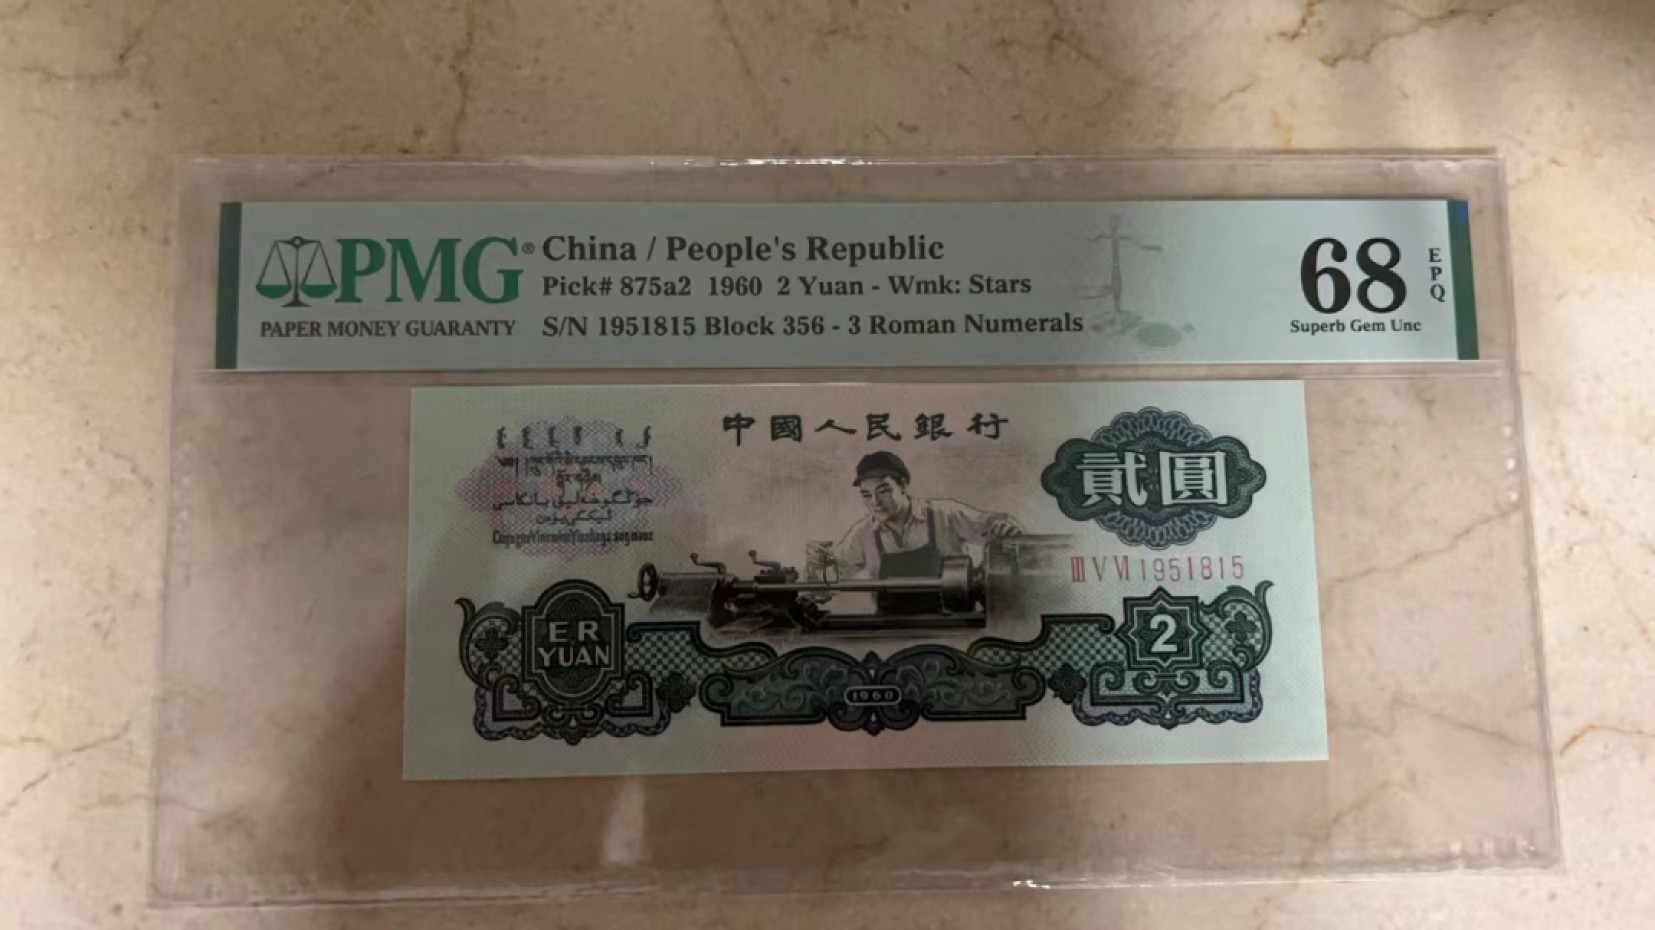 PMG®
PAPER MONEY GUARANTY
China / People's Republic
Pick# 875a2 1960 2 Yuan - Wmk: Stars
S/N 1951815 Block 356 - 3 Roman Numerals
68
EPQ
Superb Gem Unc
中國人民銀行
貳圓
III V VI 1951815
ER
YUAN
1960
2